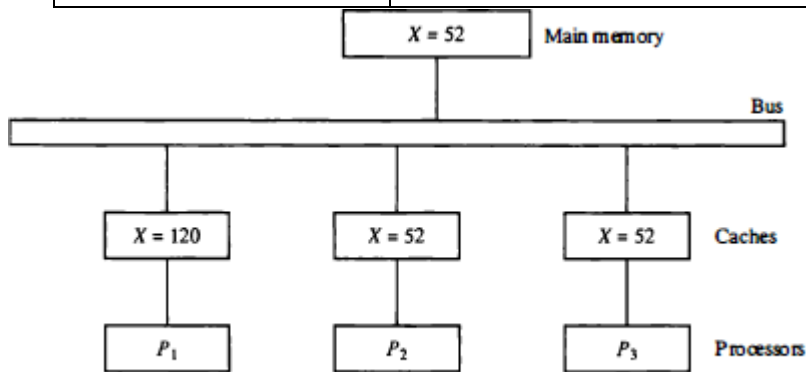 X = 52 Main memory
Bus
X = 120 X = 52 X = 52 Caches
P1 P2 P3 Processors